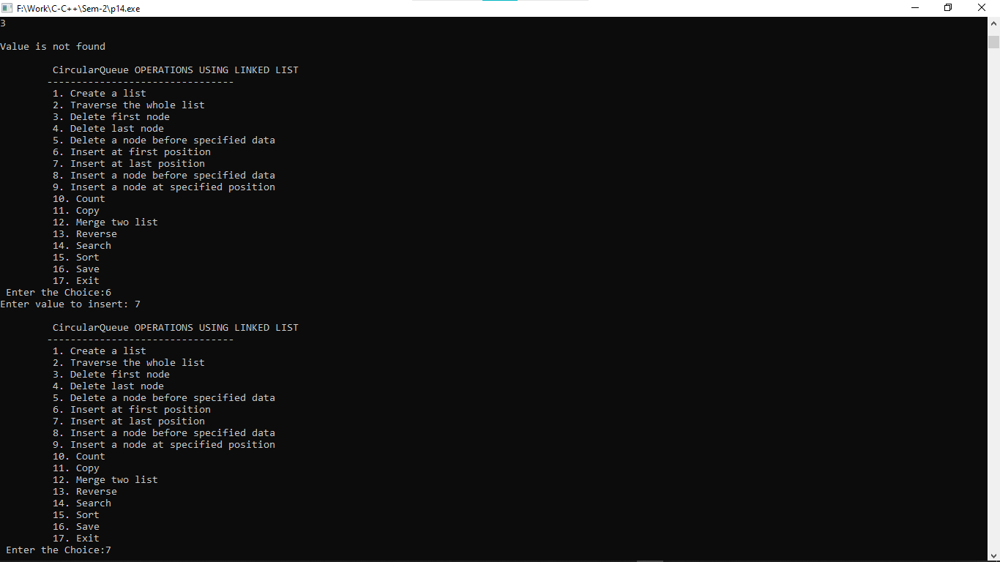 F:\Work\C-C++\Sem-2\p14.exe
3
Value is not found
CircularQueue OPERATIONS USING LINKED LIST
--------------------------------
1. Create a list
2. Traverse the whole list
3. Delete first node
4. Delete last node
5. Delete a node before specified data
6. Insert at first position
7. Insert at last position
8. Insert a node before specified data
9. Insert a node at specified position
10. Count
11. Copy
12. Merge two list
13. Reverse
14. Search
15. Sort
16. Save
17. Exit
Enter the Choice:6
Enter value to insert: 7
CircularQueue OPERATIONS USING LINKED LIST
--------------------------------
1. Create a list
2. Traverse the whole list
3. Delete first node
4. Delete last node
5. Delete a node before specified data
6. Insert at first position
7. Insert at last position
8. Insert a node before specified data
9. Insert a node at specified position
10. Count
11. Copy
12. Merge two list
13. Reverse
14. Search
15. Sort
16. Save
17. Exit
Enter the Choice:7